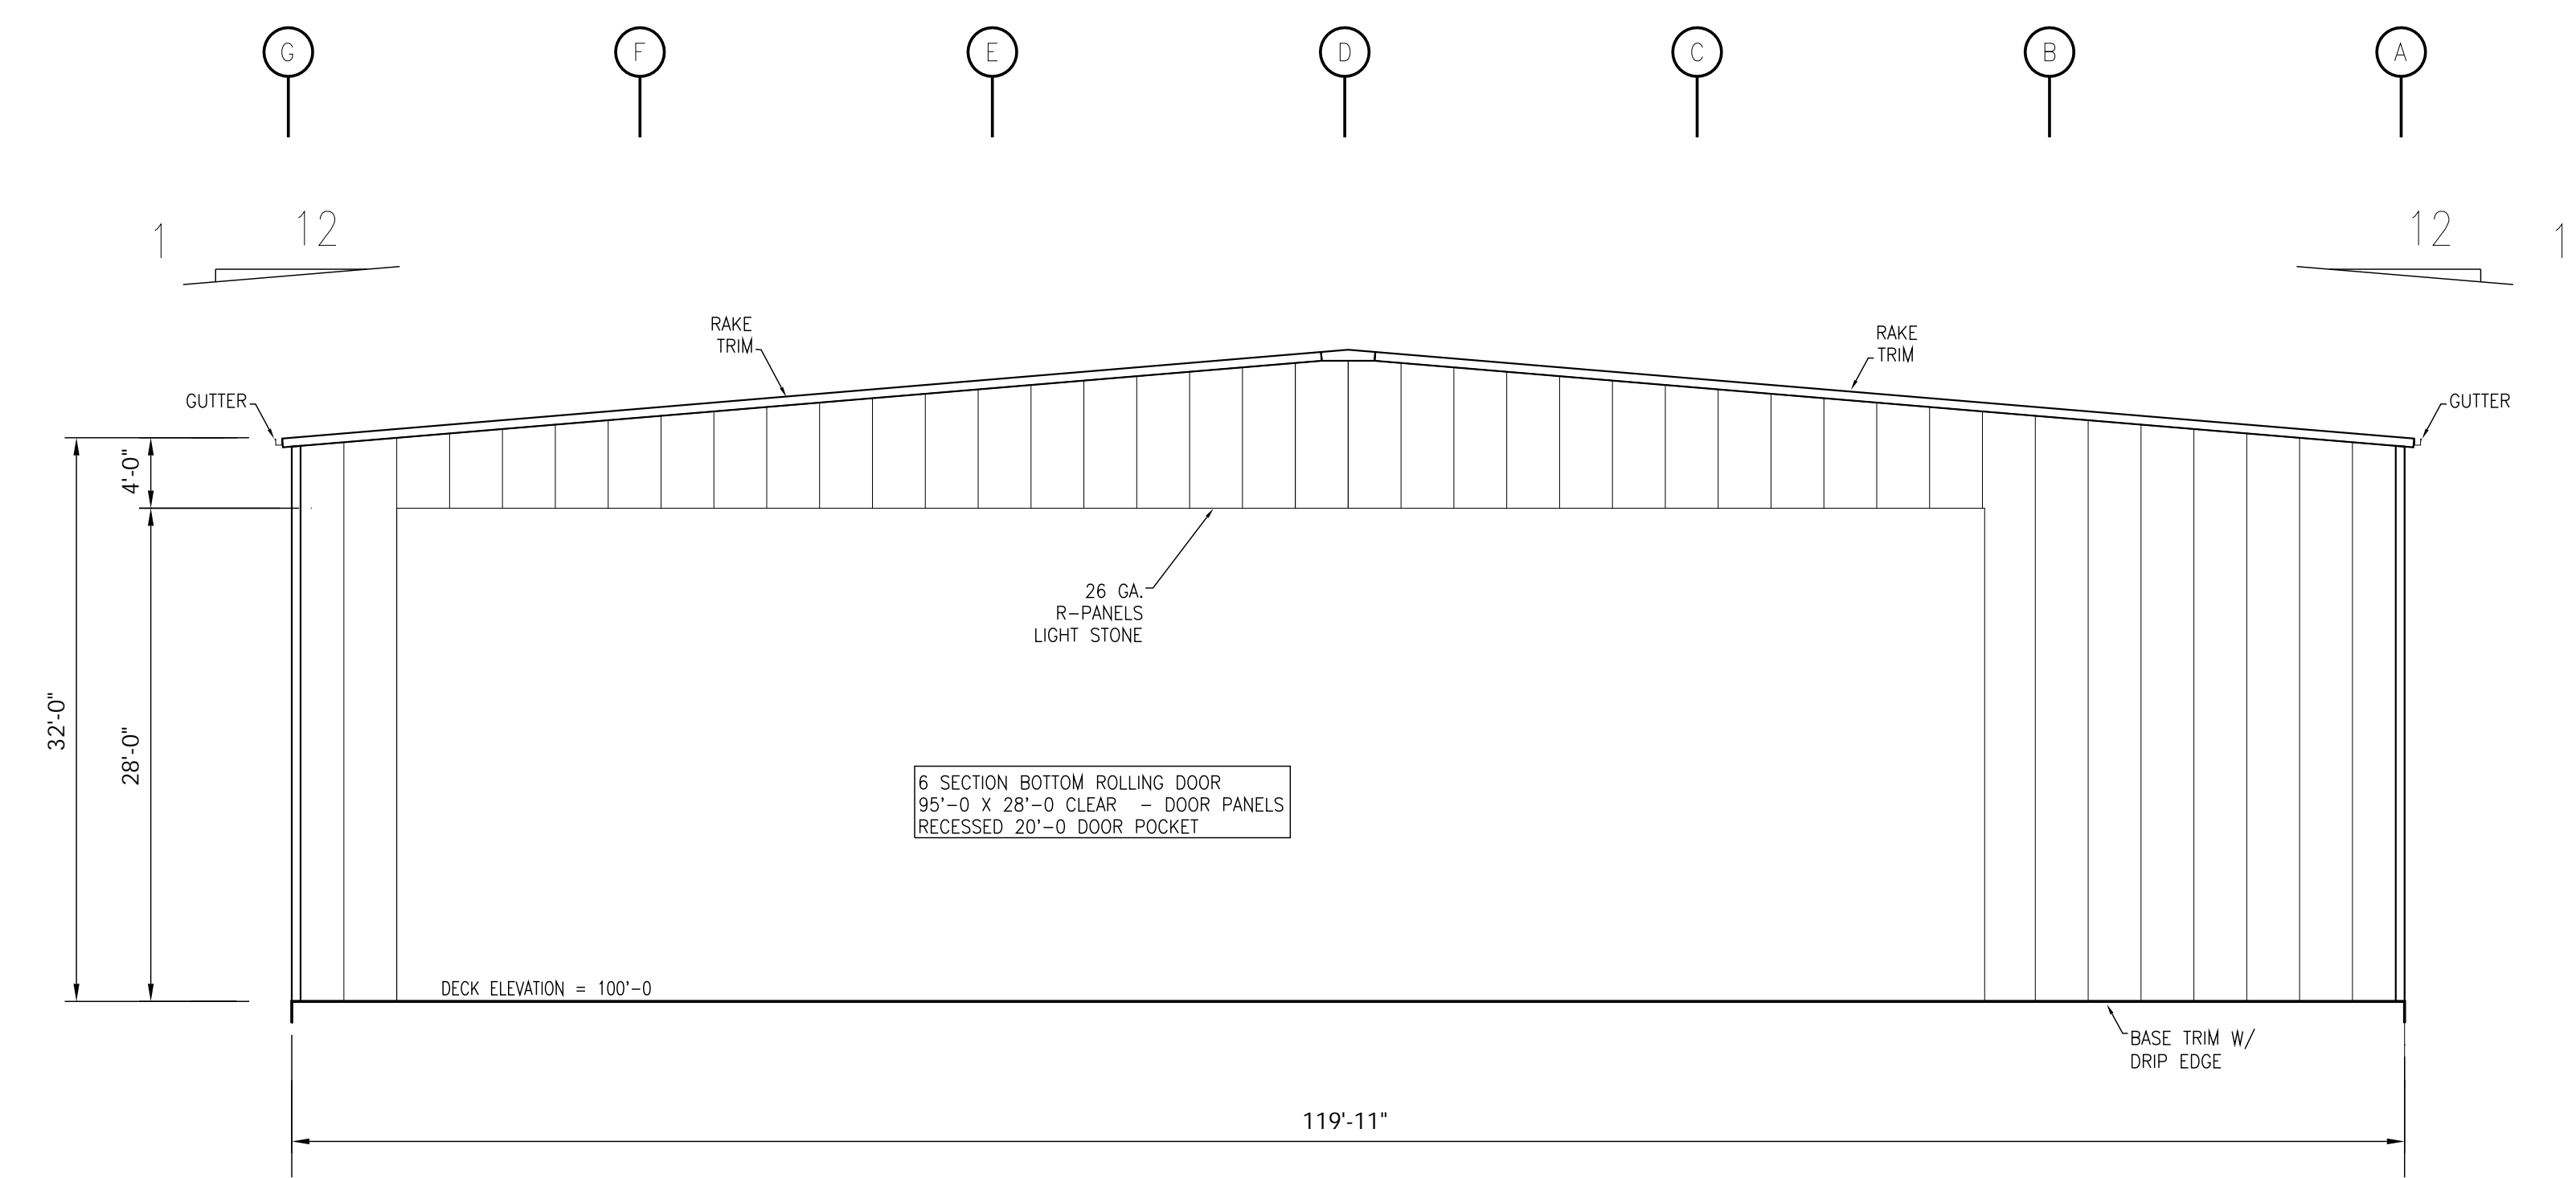 G
F
E
D
C
B
A
1
12
12
1
RAKE
TRIM
RAKE
TRIM
GUTTER
GUTTER
4'-0"
26 GA.
R-PANELS
LIGHT STONE
32'-0"
28'-0"
6 SECTION BOTTOM ROLLING DOOR
95'-0 X 28'-0 CLEAR - DOOR PANELS
RECESSED 20'-0 DOOR POCKET
DECK ELEVATION = 100'-0
BASE TRIM W/
DRIP EDGE
119'-11"